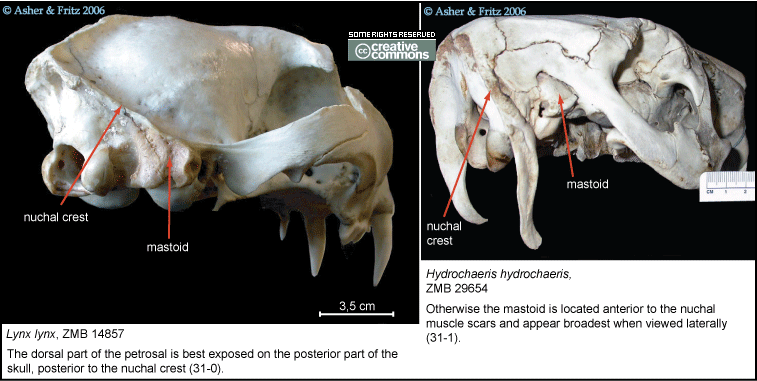 © Asher & Fritz 2006
nuchal crest
mastoid
3,5 cm
Lynx lynx, ZMB 14857
The dorsal part of the petrosal is best exposed on the posterior part of the
skull, posterior to the nuchal crest (31-0).
SOME RIGHTS RESERVED
cc creative
commons
© Asher & Fritz 2006
mastoid
nuchal
crest
CM 1 2
Hydrochaeris hydrochaeris,
ZMB 29654
Otherwise the mastoid is located anterior to the nuchal
muscle scars and appear broadest when viewed laterally
(31-1).